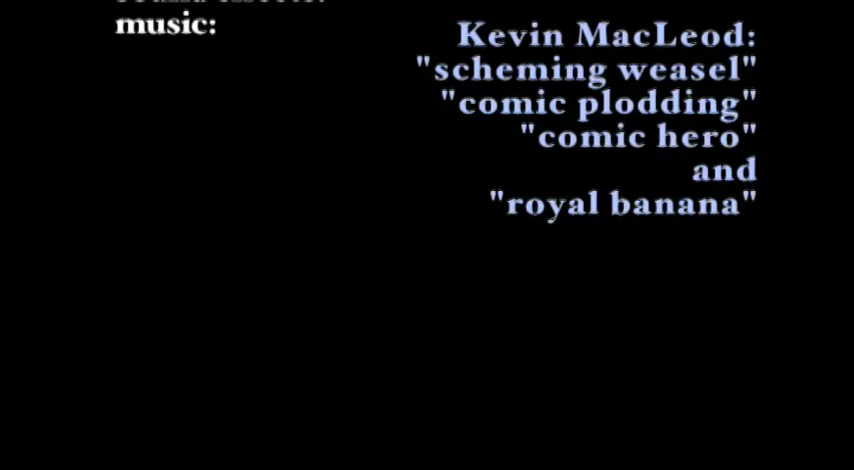 music:
Kevin MacLeod:
"scheming weasel"
"comic plodding"
"comic hero"
and
"royal banana"